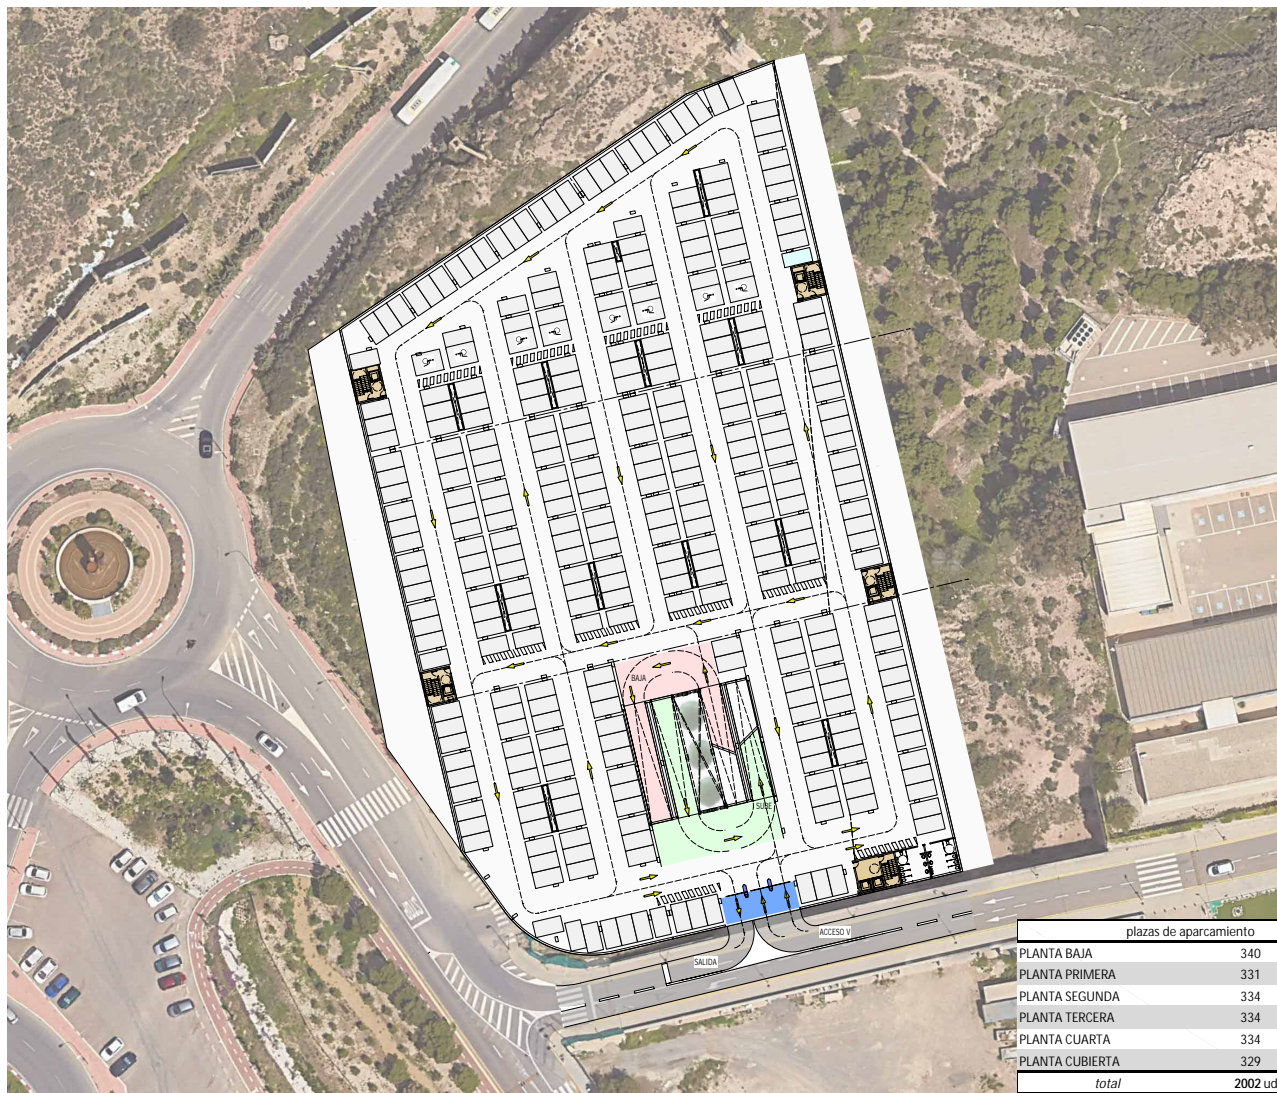 BAJA
SUBE
ACCESO V
SALIDA
plazas de aparcamiento
PLANTA BAJA 340
PLANTA PRIMERA 331
PLANTA SEGUNDA 334
PLANTA TERCERA 334
PLANTA CUARTA 334
PLANTA CUBIERTA 329
total 2002 ud